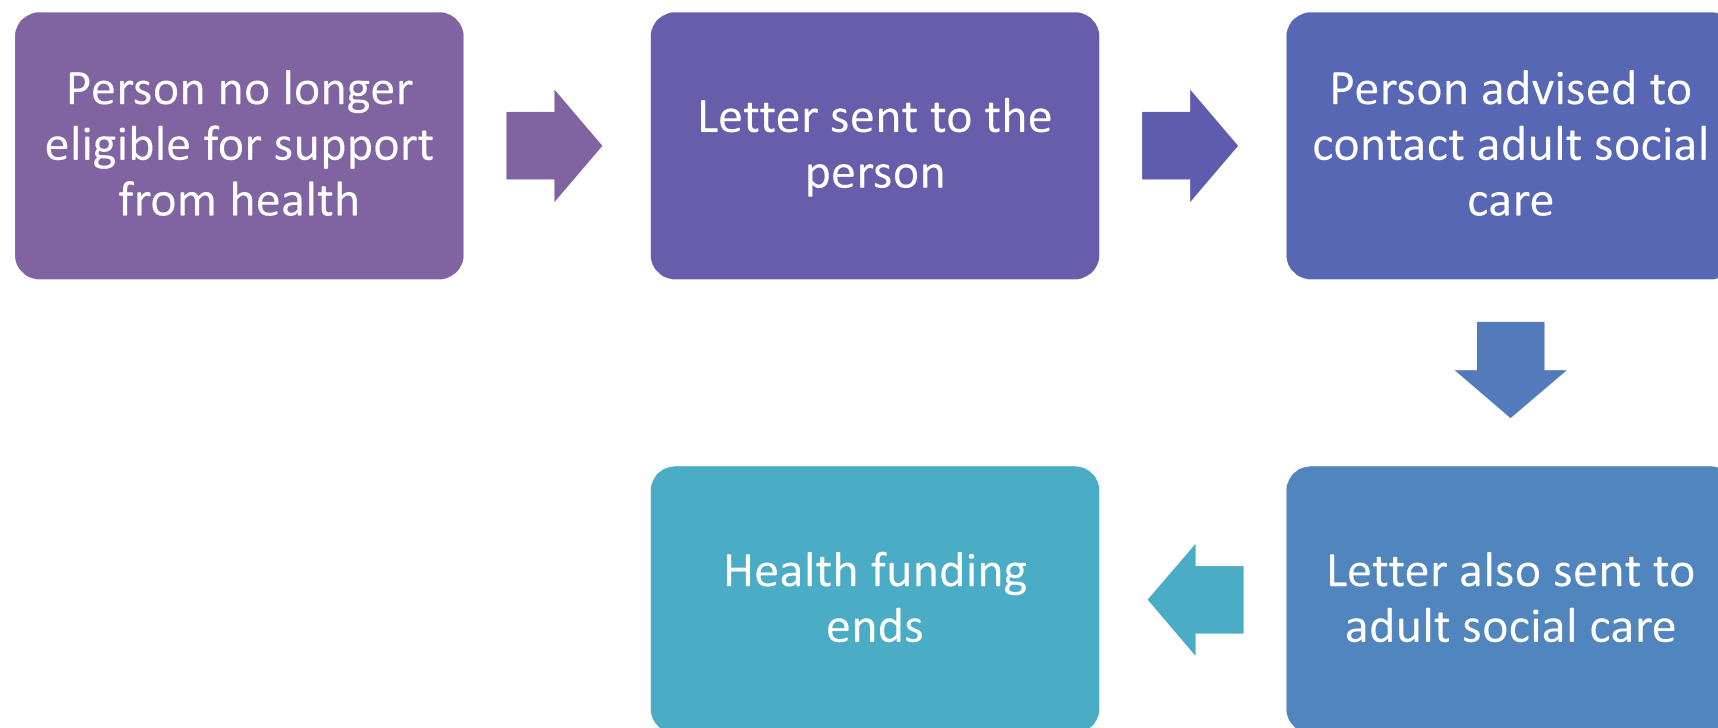 Person no longer
eligible for support
from health
Letter sent to the
person
Person advised to
contact adult social
care
Letter also sent to
adult social care
Health funding
ends